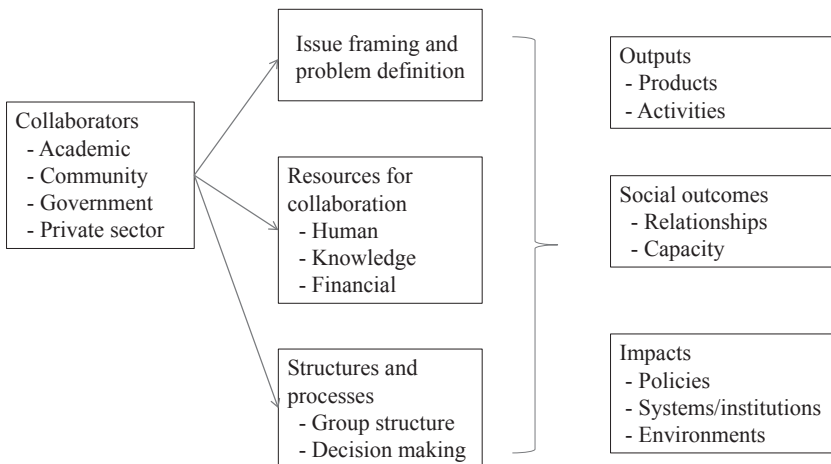 Collaborators
- Academic
- Community
- Government
- Private sector
Issue framing and
problem definition
Resources for
collaboration
- Human
- Knowledge
- Financial
Structures and
processes
- Group structure
- Decision making
Outputs
- Products
- Activities
Social outcomes
- Relationships
- Capacity
Impacts
- Policies
- Systems/institutions
- Environments